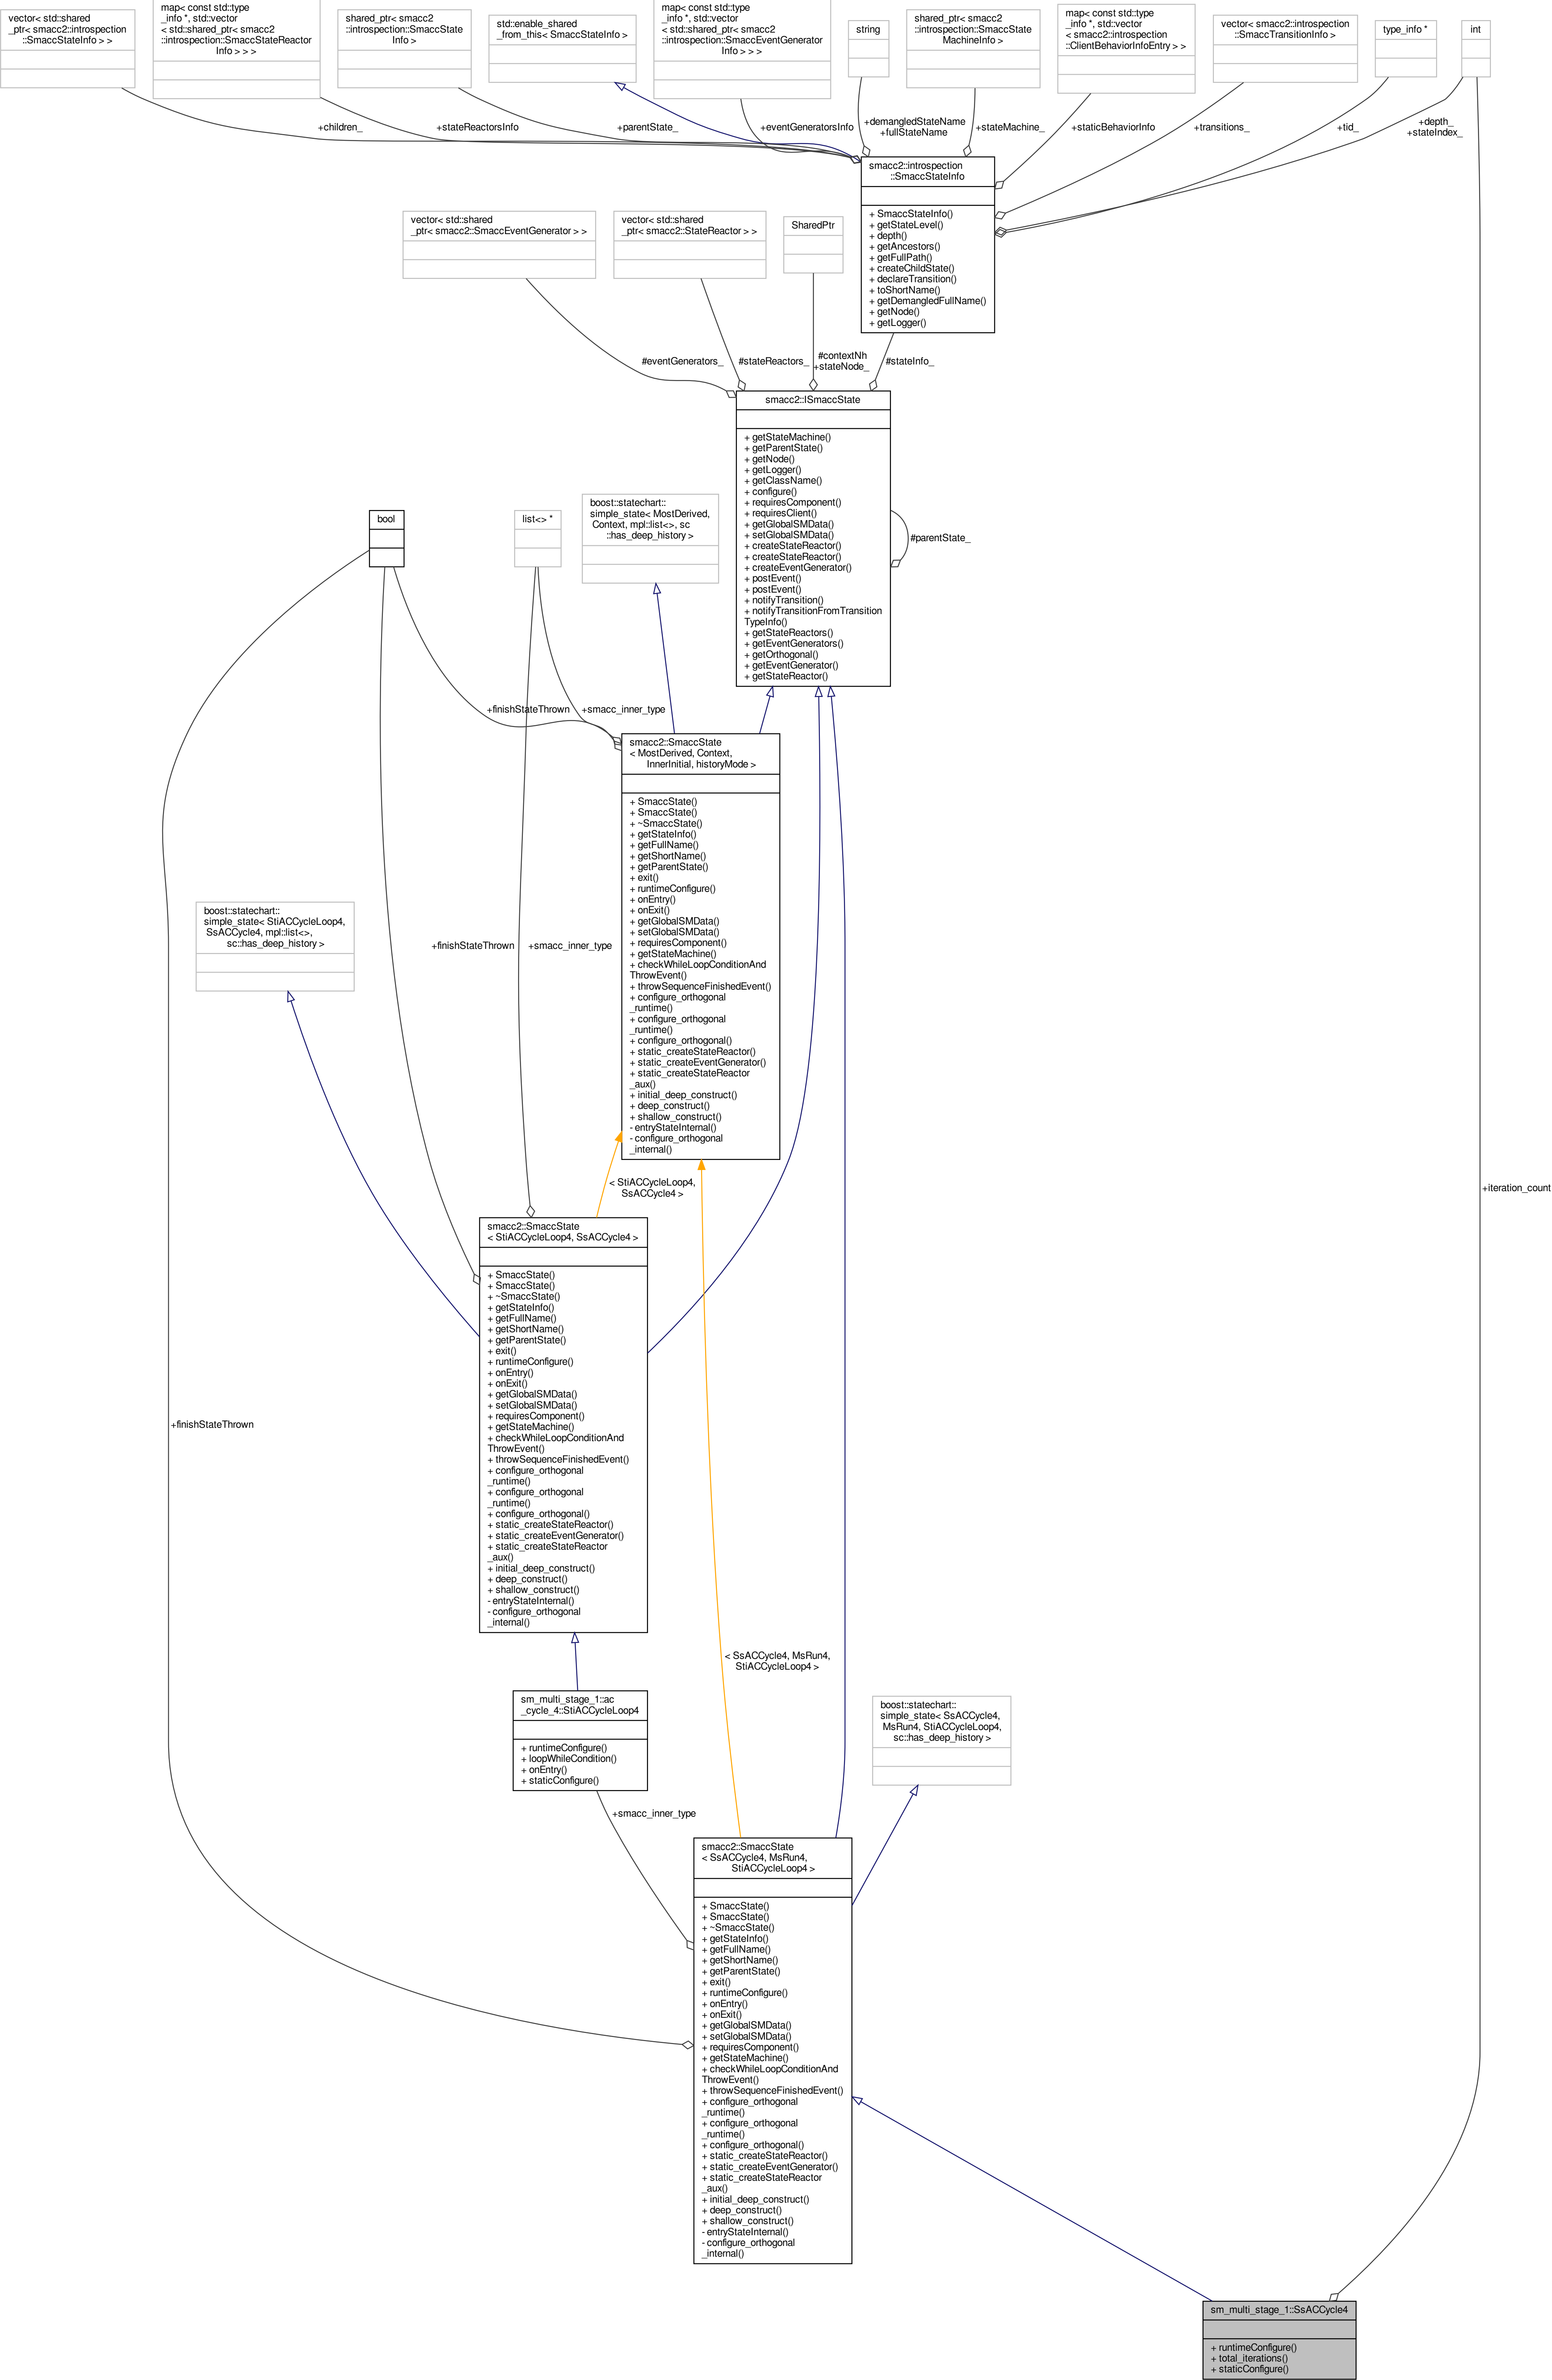 vector< std::shared
_ptr< smacc2::introspection
::SmaccStateInfo > >
map< const std::type
_info *, std::vector
< std::shared_ptr< smacc2
::introspection::SmaccStateReactor
Info > > >
shared_ptr< smacc2
::introspection::SmaccState
Info >
std::enable_shared
_from_this< SmaccStateInfo >
map< const std::type
_info *, std::vector
< std::shared_ptr< smacc2
::introspection::SmaccEventGenerator
Info > > >
string
shared_ptr< smacc2
::introspection::SmaccState
MachineInfo >
map< const std::type
_info *, std::vector
< smacc2::introspection
::ClientBehaviorInfoEntry > >
vector< smacc2::introspection
::SmaccTransitionInfo >
type_info *
int
+children_
+stateReactorsInfo
+parentState_
+eventGeneratorsInfo
+demangledStateName
+fullStateName
+stateMachine_
+staticBehaviorInfo
+transitions_
+tid_
+depth_
+stateIndex_
smacc2::introspection
::SmaccStateInfo
+ SmaccStateInfo()
+ getStateLevel()
+ depth()
+ getAncestors()
+ getFullPath()
+ createChildState()
+ declareTransition()
+ toShortName()
+ getDemangledFullName()
+ getNode()
+ getLogger()
vector< std::shared
_ptr< smacc2::SmaccEventGenerator > >
vector< std::shared
_ptr< smacc2::StateReactor > >
SharedPtr
#eventGenerators_
#stateReactors_
#contextNh
+stateNode_
#stateInfo_
smacc2::ISmaccState
+ getStateMachine()
+ getParentState()
+ getNode()
+ getLogger()
+ getClassName()
+ configure()
+ requiresComponent()
+ requiresClient()
+ getGlobalSMData()
+ setGlobalSMData()
+ createStateReactor()
+ createStateReactor()
+ createEventGenerator()
+ postEvent()
+ postEvent()
+ notifyTransition()
+ notifyTransitionFromTransition
TypeInfo()
+ getStateReactors()
+ getEventGenerators()
+ getOrthogonal()
+ getEventGenerator()
+ getStateReactor()
#parentState_
bool
list<> *
boost::statechart::
simple_state< MostDerived,
Context, mpl::list<>, sc
::has_deep_history >
+finishStateThrown
+smacc_inner_type
smacc2::SmaccState
< MostDerived, Context,
InnerInitial, historyMode >
+ SmaccState()
+ SmaccState()
+ ~SmaccState()
+ getStateInfo()
+ getFullName()
+ getShortName()
+ getParentState()
+ exit()
+ runtimeConfigure()
+ onEntry()
+ onExit()
+ getGlobalSMData()
+ setGlobalSMData()
+ requiresComponent()
+ getStateMachine()
+ checkWhileLoopConditionAnd
ThrowEvent()
+ throwSequenceFinishedEvent()
+ configure_orthogonal
_runtime()
+ configure_orthogonal
_runtime()
+ configure_orthogonal()
+ static_createStateReactor()
+ static_createEventGenerator()
+ static_createStateReactor
_aux()
+ initial_deep_construct()
+ deep_construct()
+ shallow_construct()
- entryStateInternal()
- configure_orthogonal
_internal()
boost::statechart::
simple_state< StiACCycleLoop4,
SsACCycle4, mpl::list<>,
sc::has_deep_history >
+finishStateThrown
+smacc_inner_type
< StiACCycleLoop4,
SsACCycle4 >
+iteration_count
smacc2::SmaccState
< StiACCycleLoop4, SsACCycle4 >
+ SmaccState()
+ SmaccState()
+ ~SmaccState()
+ getStateInfo()
+ getFullName()
+ getShortName()
+ getParentState()
+ exit()
+ runtimeConfigure()
+ onEntry()
+ onExit()
+ getGlobalSMData()
+ setGlobalSMData()
+ requiresComponent()
+ getStateMachine()
+ checkWhileLoopConditionAnd
ThrowEvent()
+ throwSequenceFinishedEvent()
+ configure_orthogonal
_runtime()
+ configure_orthogonal
_runtime()
+ configure_orthogonal()
+ static_createStateReactor()
+ static_createEventGenerator()
+ static_createStateReactor
_aux()
+ initial_deep_construct()
+ deep_construct()
+ shallow_construct()
- entryStateInternal()
- configure_orthogonal
_internal()
+finishStateThrown
< SsACCycle4, MsRun4,
StiACCycleLoop4 >
sm_multi_stage_1::ac
_cycle_4::StiACCycleLoop4
+ runtimeConfigure()
+ loopWhileCondition()
+ onEntry()
+ staticConfigure()
boost::statechart::
simple_state< SsACCycle4,
MsRun4, StiACCycleLoop4,
sc::has_deep_history >
+smacc_inner_type
smacc2::SmaccState
< SsACCycle4, MsRun4,
StiACCycleLoop4 >
+ SmaccState()
+ SmaccState()
+ ~SmaccState()
+ getStateInfo()
+ getFullName()
+ getShortName()
+ getParentState()
+ exit()
+ runtimeConfigure()
+ onEntry()
+ onExit()
+ getGlobalSMData()
+ setGlobalSMData()
+ requiresComponent()
+ getStateMachine()
+ checkWhileLoopConditionAnd
ThrowEvent()
+ throwSequenceFinishedEvent()
+ configure_orthogonal
_runtime()
+ configure_orthogonal
_runtime()
+ configure_orthogonal()
+ static_createStateReactor()
+ static_createEventGenerator()
+ static_createStateReactor
_aux()
+ initial_deep_construct()
+ deep_construct()
+ shallow_construct()
- entryStateInternal()
- configure_orthogonal
_internal()
sm_multi_stage_1::SsACCycle4
+ runtimeConfigure()
+ total_iterations()
+ staticConfigure()